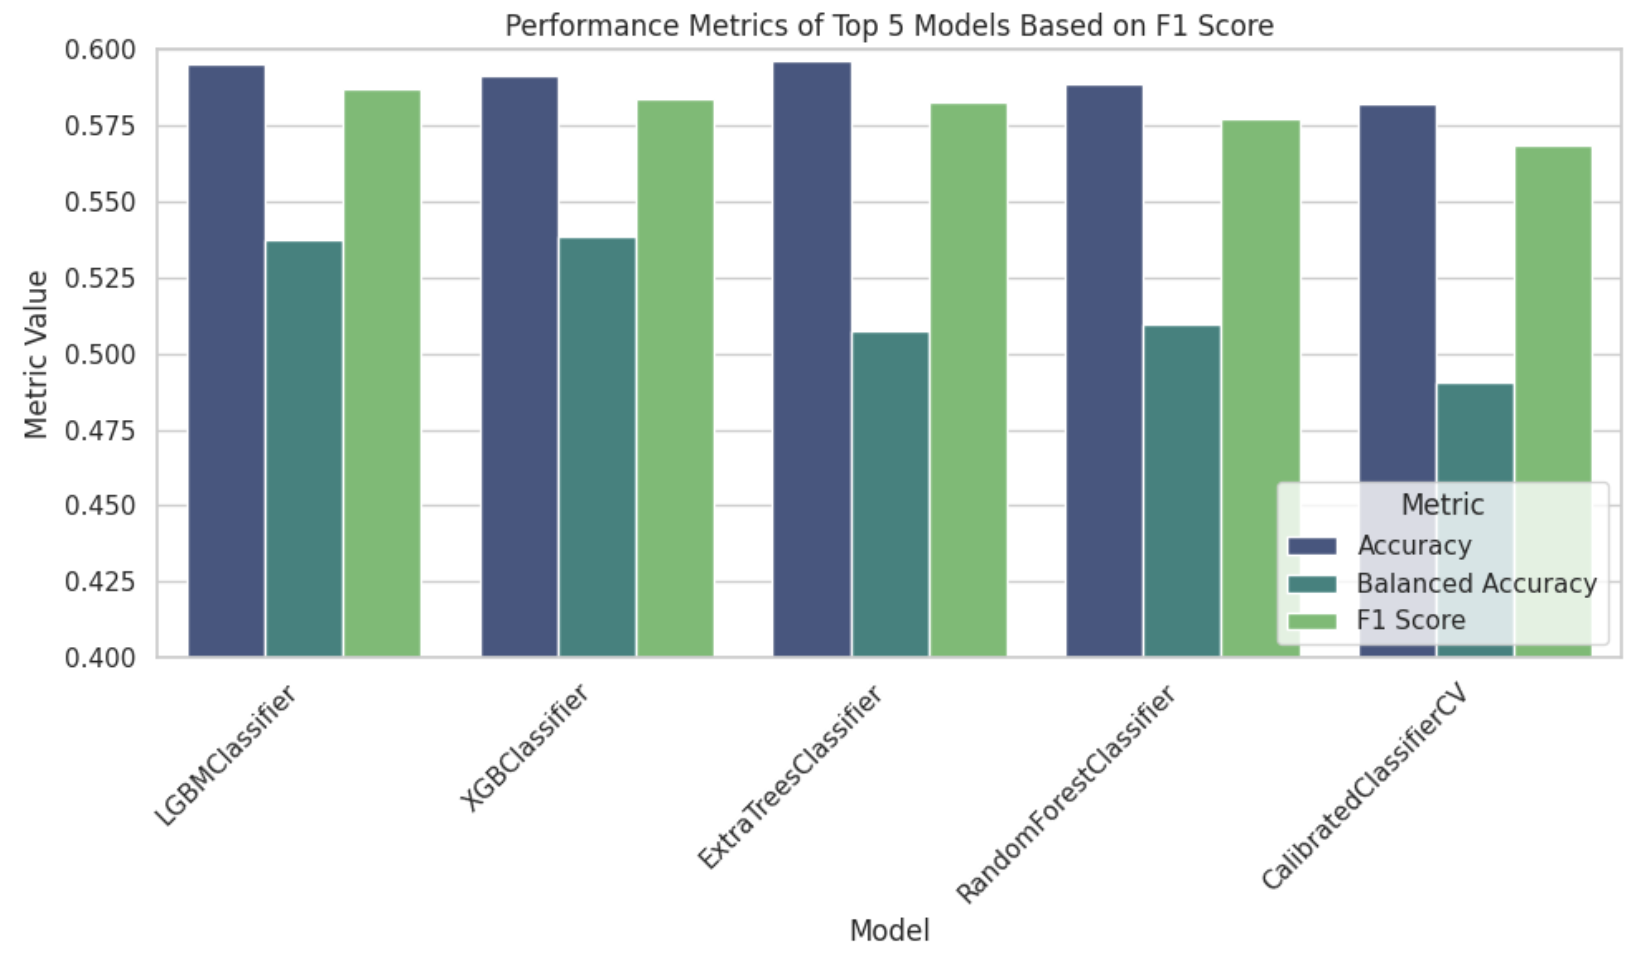 Performance Metrics of Top 5 Models Based on F1 Score
0.600
0.575
0.550
0.525
0.500
0.475
0.450
0.425
0.400
Metric Value
Metric
Accuracy
Balanced Accuracy
F1 Score
LGBMClassifier
XGBClassifier
ExtraTreesClassifier
RandomForestClassifier
CalibratedClassifierCV
Model